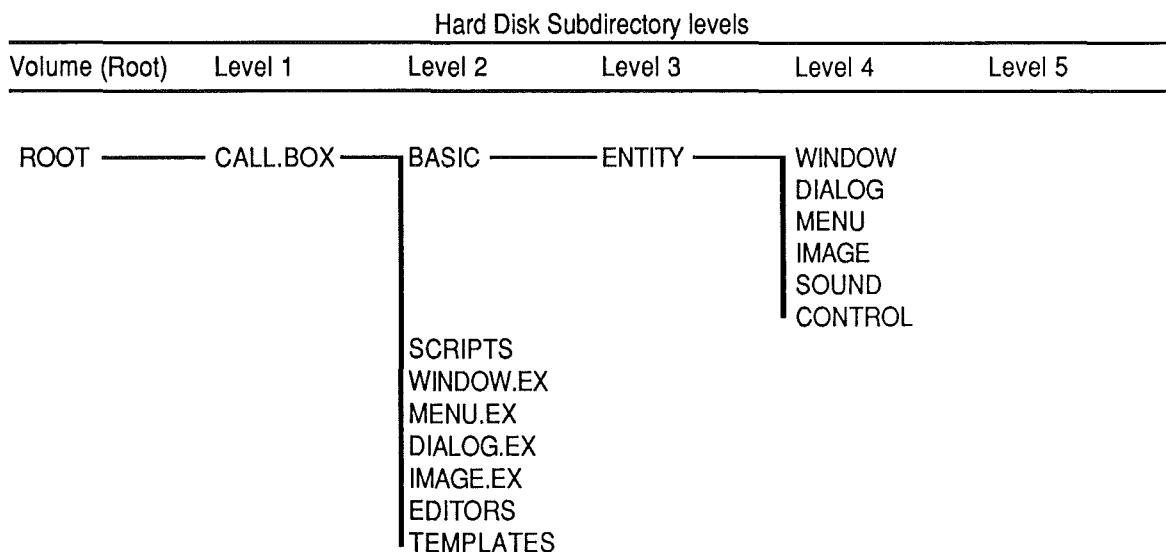 Hard Disk Subdirectory levels
Volume (Root) Level 1 Level 2 Level 3 Level 4 Level 5
ROOT CALL.BOX BASIC ENTITY WINDOW
DIALOG
MENU
IMAGE
SOUND
CONTROL
SCRIPTS
WINDOW.EX
MENU.EX
DIALOG.EX
IMAGE.EX
EDITORS
TEMPLATES